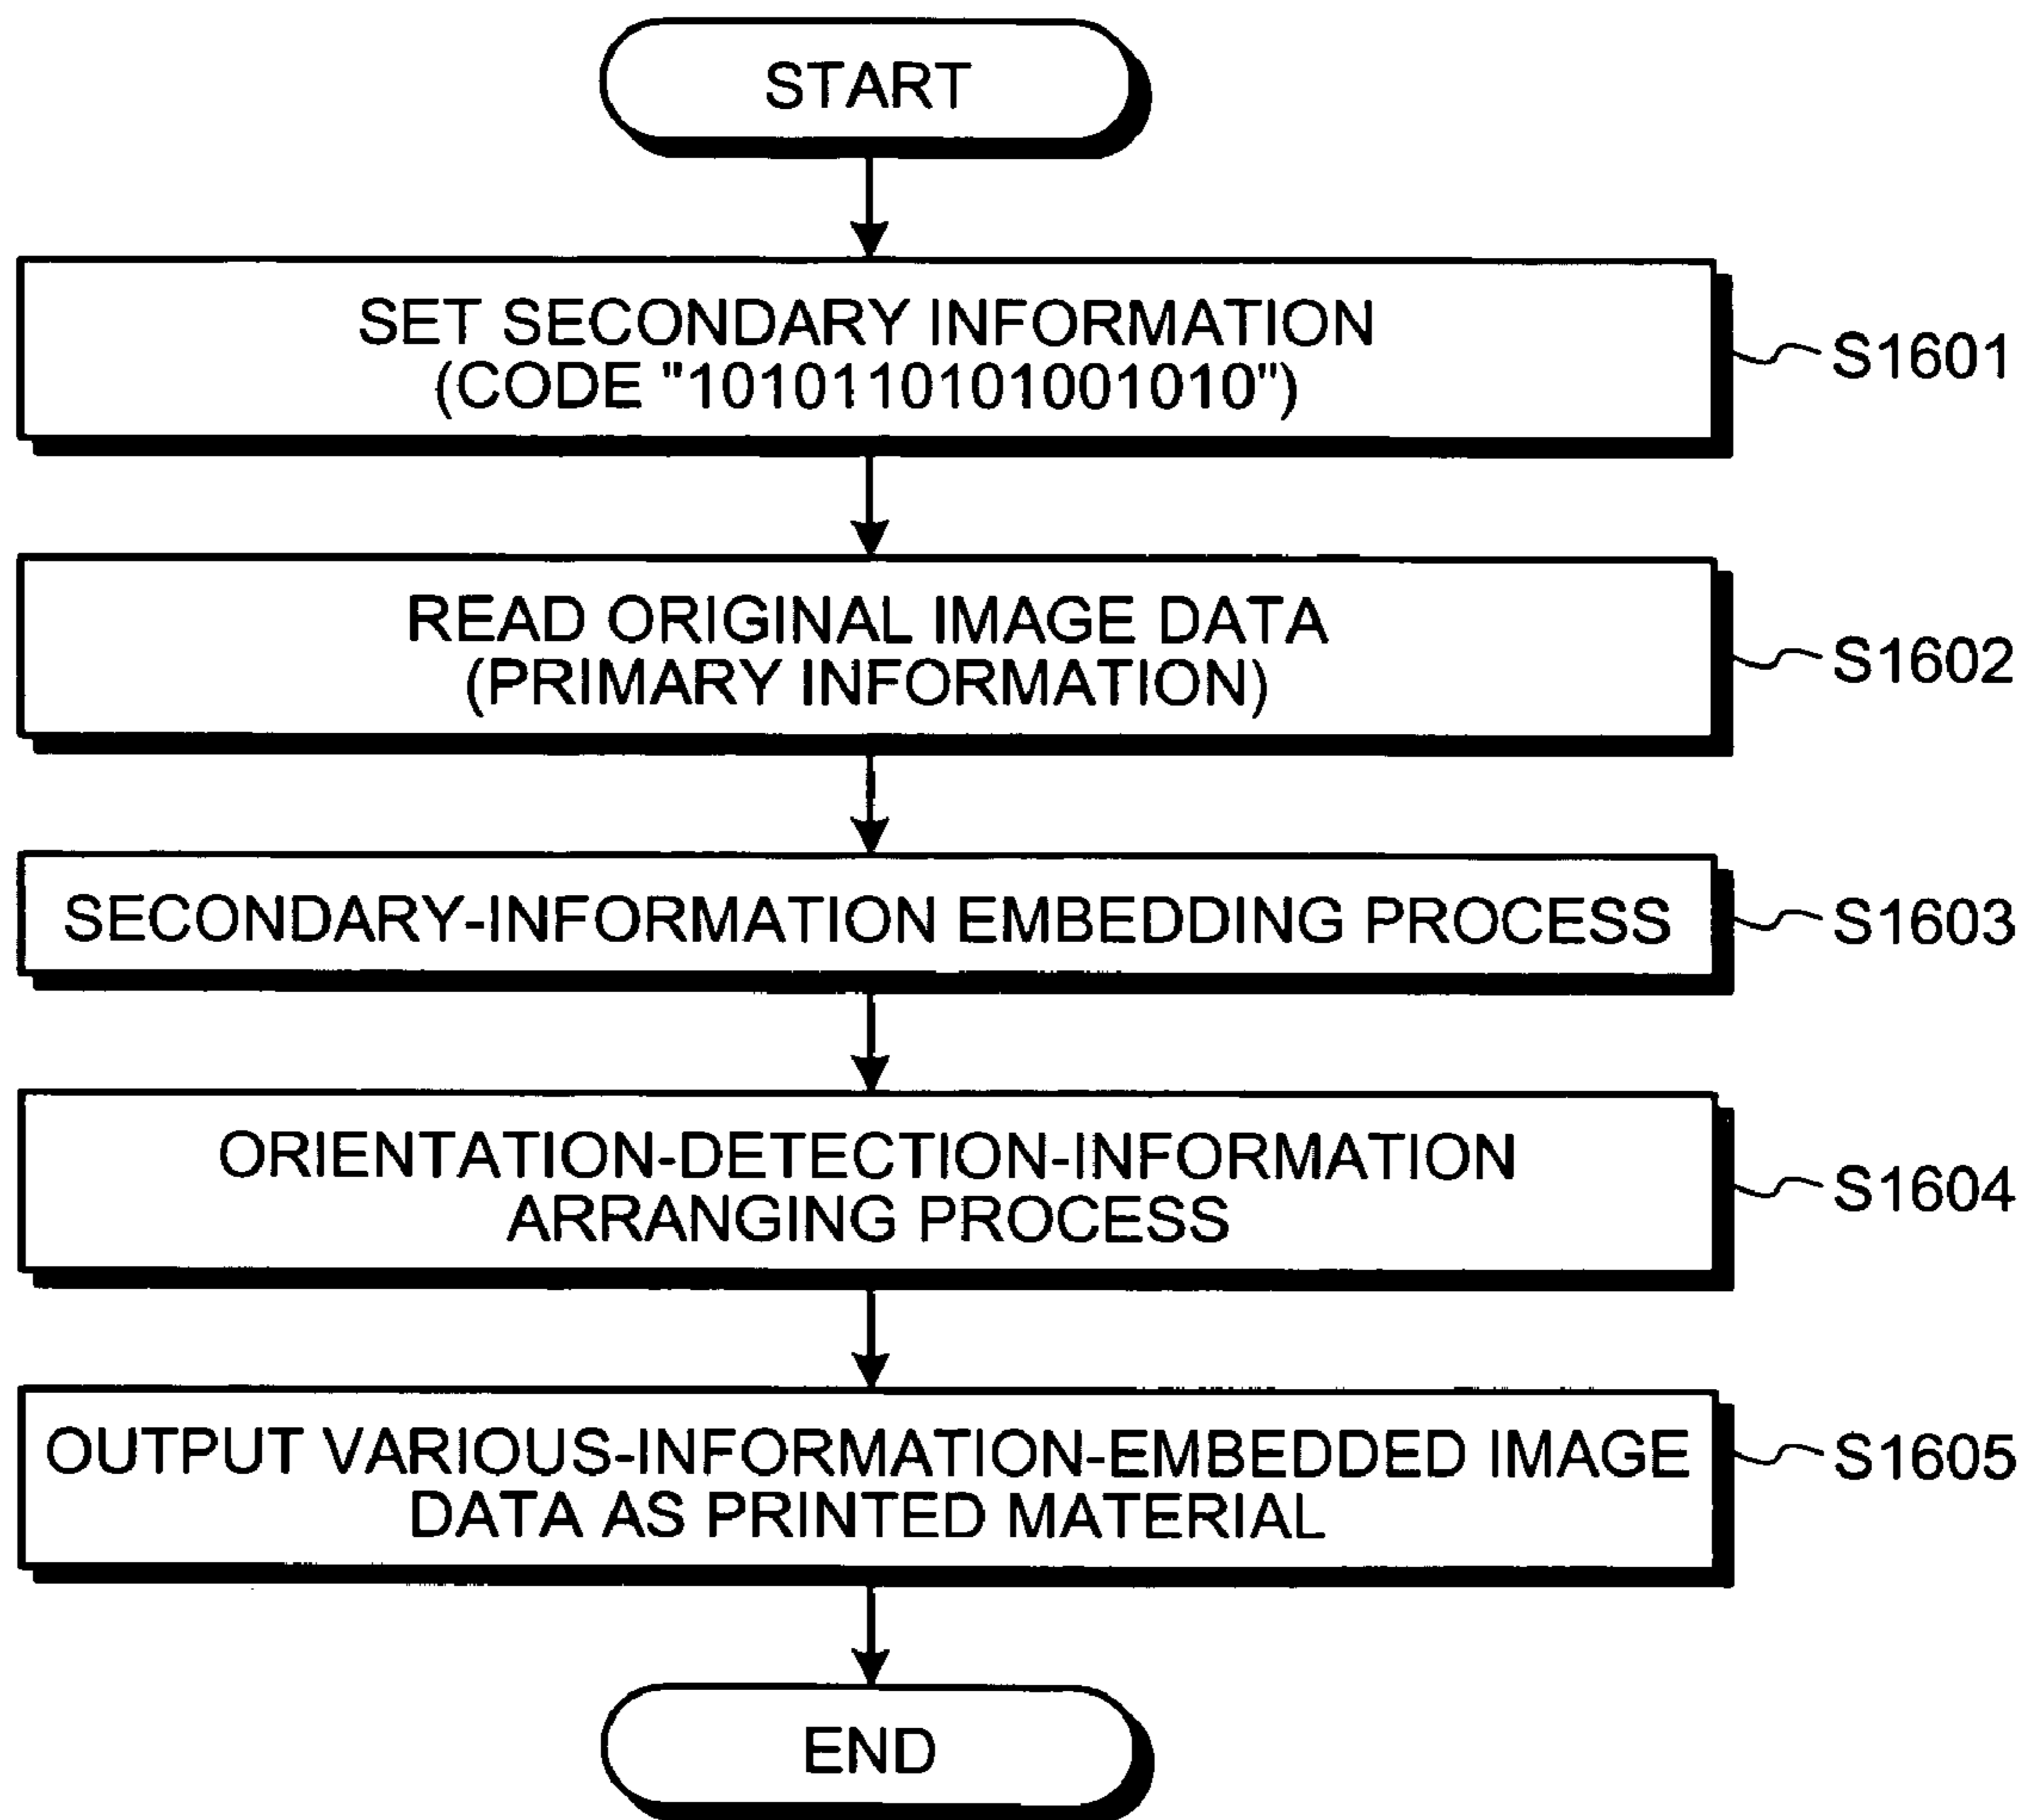 START
SET SECONDARY INFORMATION
(CODE "1010110101001010")
S1601
READ ORIGINAL IMAGE DATA
(PRIMARY INFORMATION)
S1602
SECONDARY-INFORMATION EMBEDDING PROCESS
S1603
ORIENTATION-DETECTION-INFORMATION
ARRANGING PROCESS
S1604
OUTPUT VARIOUS-INFORMATION-EMBEDDED IMAGE
DATA AS PRINTED MATERIAL
S1605
END